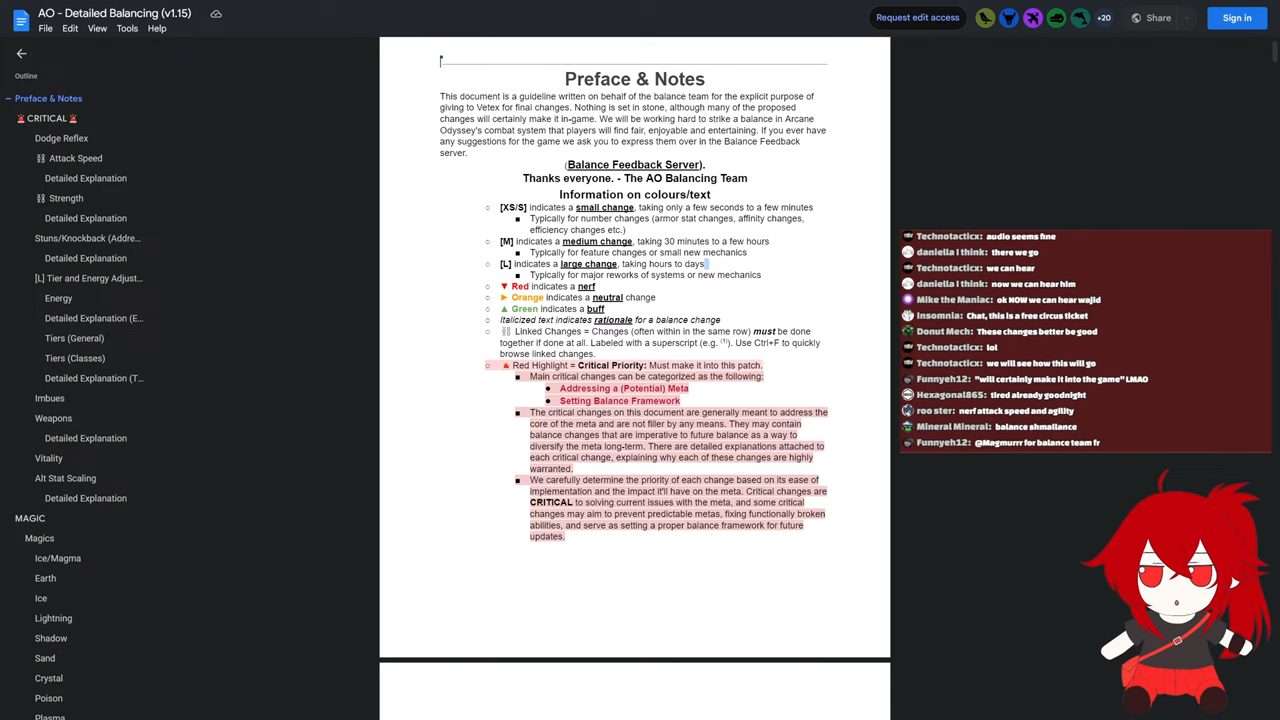 AO - Detailed Balancing (v1.15)
File Edit View Tools Help
Request edit access
+20
Share
Sign in
Outline
Preface & Notes
🚨CRITICAL🚨
Dodge Reflex
⛓️ Attack Speed
Detailed Explanation
⛓️ Strength
Detailed Explanation
Stuns/Knockback (Addre...
Detailed Explanation
[L] Tier and Energy Adjust...
Energy
Detailed Explanation (E...
Tiers (General)
Tiers (Classes)
Detailed Explanation (T...
Imbues
Weapons
Detailed Explanation
Vitality
Alt Stat Scaling
Detailed Explanation
MAGIC
Magics
Ice/Magma
Earth
Ice
Lightning
Shadow
Sand
Crystal
Poison
Plasma
Preface & Notes
This document is a guideline written on behalf of the balance team for the explicit purpose of
giving to Vetex for final changes. Nothing is set in stone, although many of the proposed
changes will certainly make it in-game. We will be working hard to strike a balance in Arcane
Odyssey's combat system that players will find fair, enjoyable and entertaining. If you ever have
any suggestions for the game we ask you to express them over in the Balance Feedback
server.
(Balance Feedback Server).
Thanks everyone. - The AO Balancing Team
Information on colours/text
○ [XS/S] indicates a small change, taking only a few seconds to a few minutes
■ Typically for number changes (armor stat changes, affinity changes,
efficiency changes etc.)
○ [M] indicates a medium change, taking 30 minutes to a few hours
■ Typically for feature changes or small new mechanics
○ [L] indicates a large change, taking hours to days
■ Typically for major reworks of systems or new mechanics
○ ▼ Red indicates a nerf
○ ► Orange indicates a neutral change
○ ▲ Green indicates a buff
○ Italicized text indicates rationale for a balance change
○ ⛓️ Linked Changes = Changes (often within in the same row) must be done
together if done at all. Labeled with a superscript (e.g. (1)). Use Ctrl+F to quickly
browse linked changes.
○ 🔺 Red Highlight = Critical Priority: Must make it into this patch.
■ Main critical changes can be categorized as the following:
● Addressing a (Potential) Meta
● Setting Balance Framework
■ The critical changes on this document are generally meant to address the
core of the meta and are not filler by any means. They may contain
balance changes that are imperative to future balance as a way to
diversify the meta long-term. There are detailed explanations attached to
each critical change, explaining why each of these changes are highly
warranted.
■ We carefully determine the priority of each change based on its ease of
implementation and the impact it'll have on the meta. Critical changes are
CRITICAL to solving current issues with the meta, and some critical
changes may aim to prevent predictable metas, fixing functionally broken
abilities, and serve as setting a proper balance framework for future
updates.
Technotacticx: audio seems fine
daniella I think: there we go
Technotacticx: we can hear
daniella I think: now we can hear him
Mike the Maniac: ok NOW we can hear wajid
Insomnia: Chat, this is a free circus ticket
Donut Mech: These changes better be good
Technotacticx: lol
Technotacticx: we will see how this will go
Funnyeh12: "will certainly make it into the game" LMAO
Hexagonal865: tired already goodnight
roo ster: nerf attack speed and agility
Mineral Mineral: balance shmallance
Funnyeh12: @Magmurrr for balance team fr